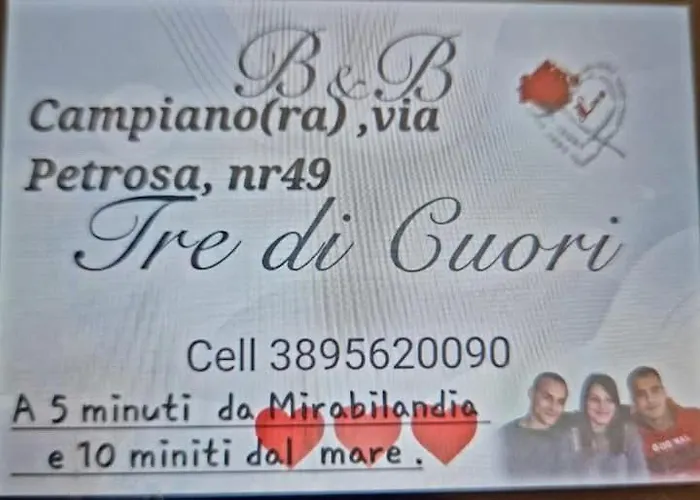 B&B
Campiano(ra) ,via
Petrosa, nr49
Tre di Cuori
Cell 3895620090
A 5 minuti da Mirabilandia
e 10 miniti dal mare .